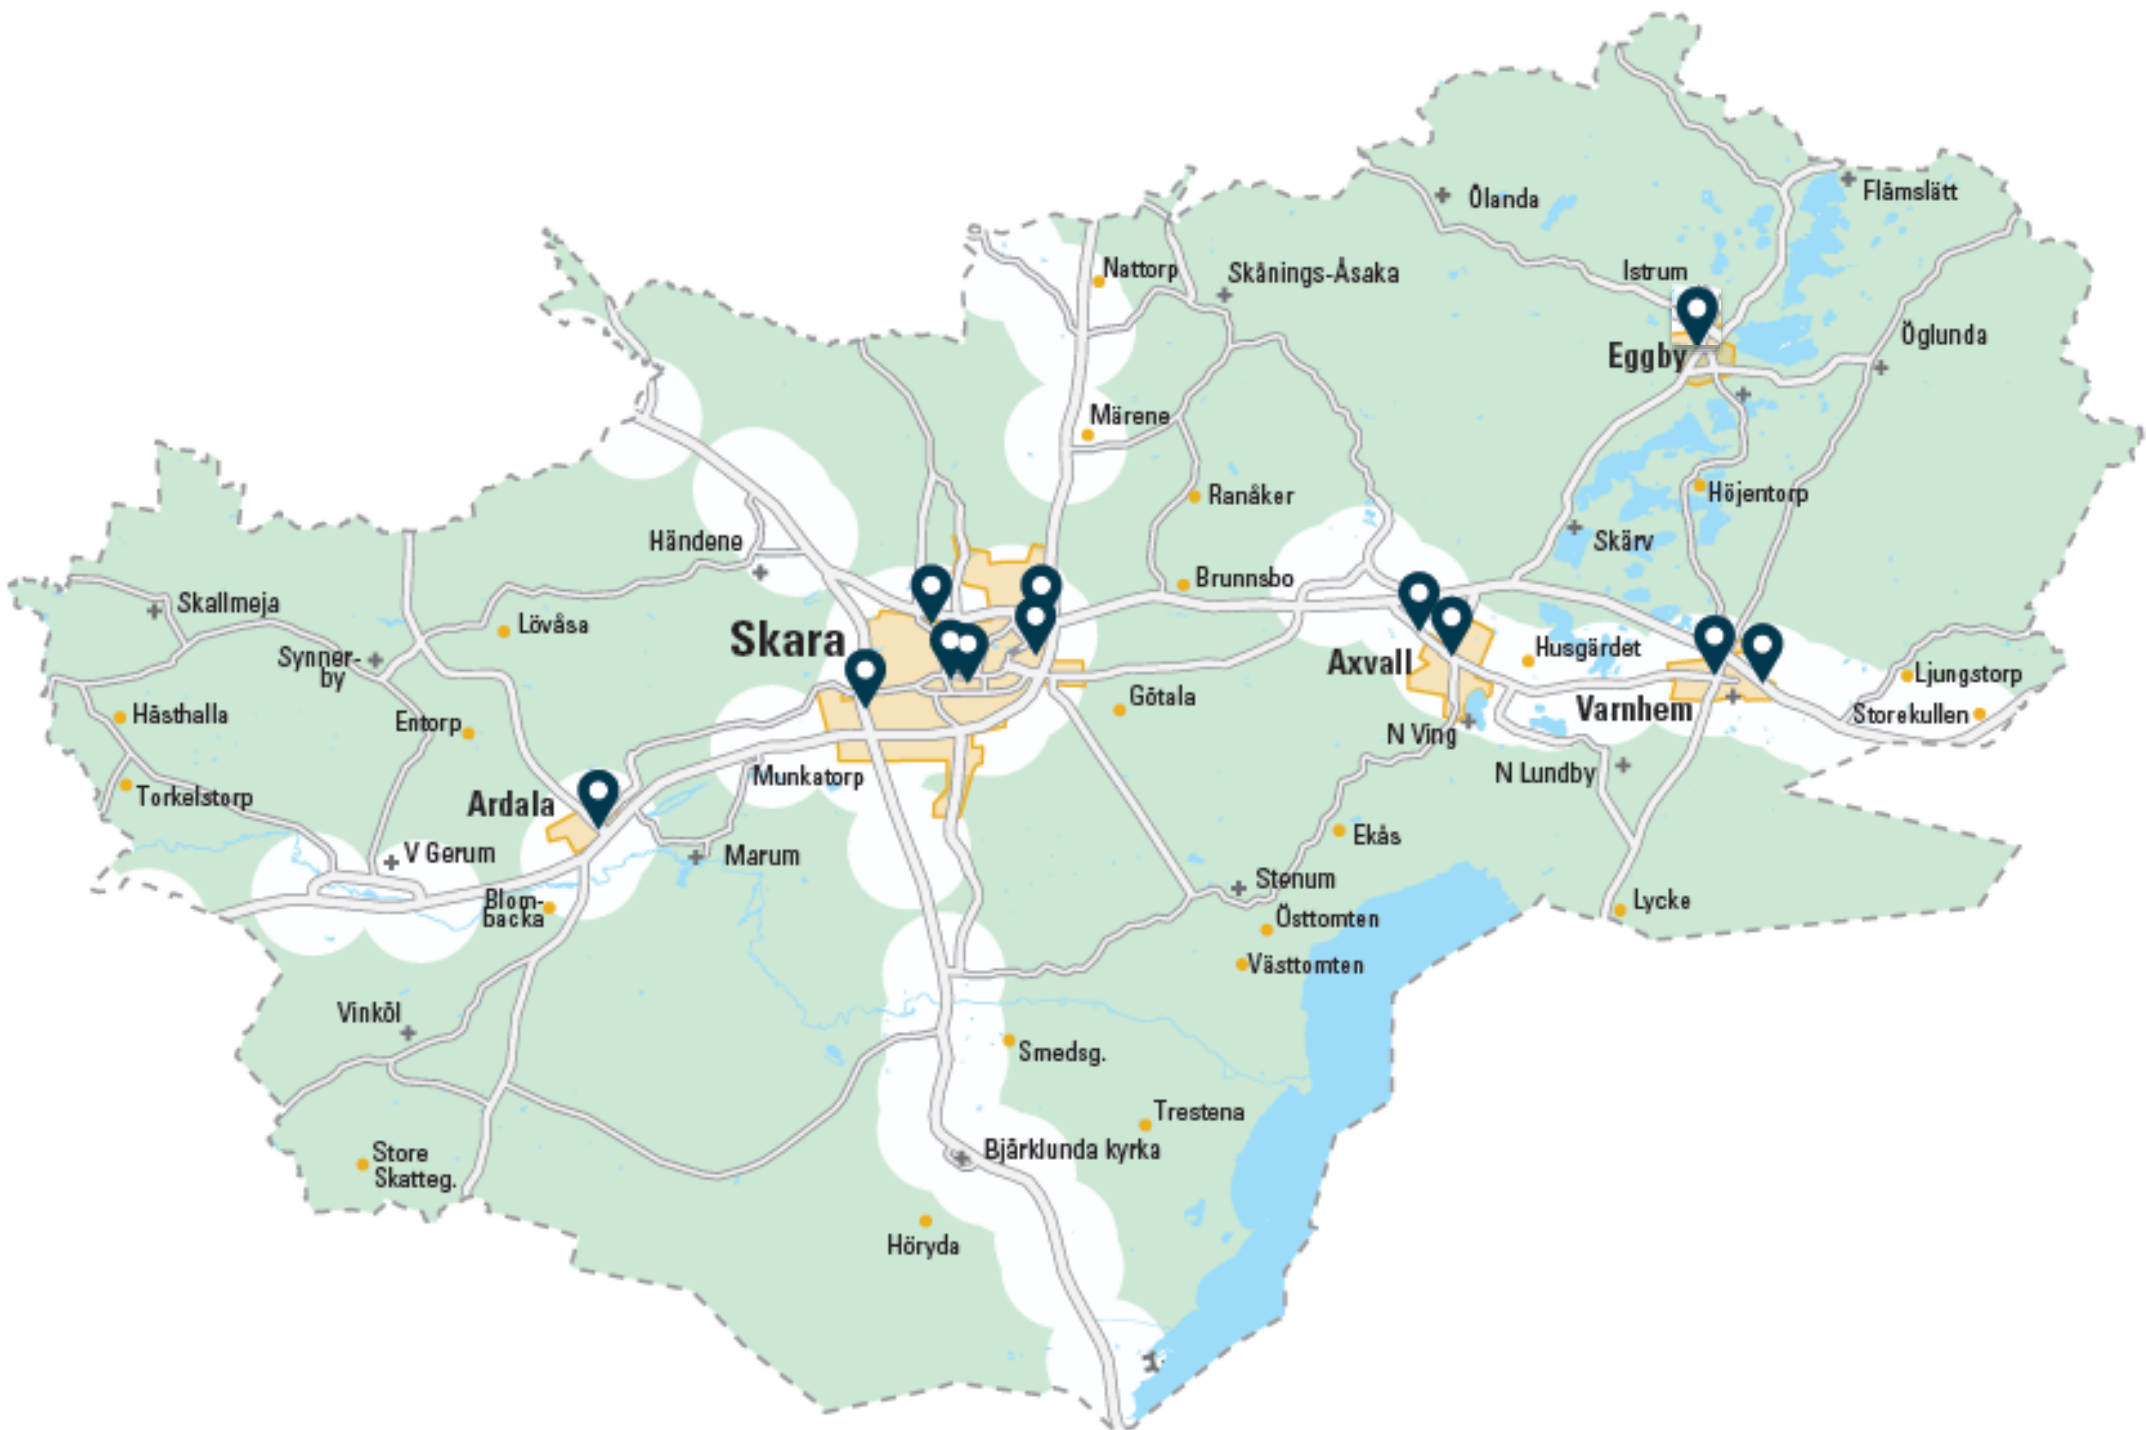 Flåmslätt
Ölanda
Istrum
Nattorp
Skånings-Åsaka
Öglunda
Eggby
Märene
Höjentorp
Ranåker
Skärv
Händene
Brunnsbo
Skallmeja
Lövåsa
Skara
Husgärdet
Synner-
by
Axvall
Ljungstorp
Götala
Varnhem
Storekullen
Håsthalla
Entorp
N Ving
Munkatorp
N Lundby
Torkelstorp
Ardala
Ekås
V Gerum
Marum
Stenum
Blom-
backa
Lycke
Östtomten
Västtomten
Vinköl
Smedsg.
Trestena
Bjärklunda kyrka
Store
Skatteg.
Höryda